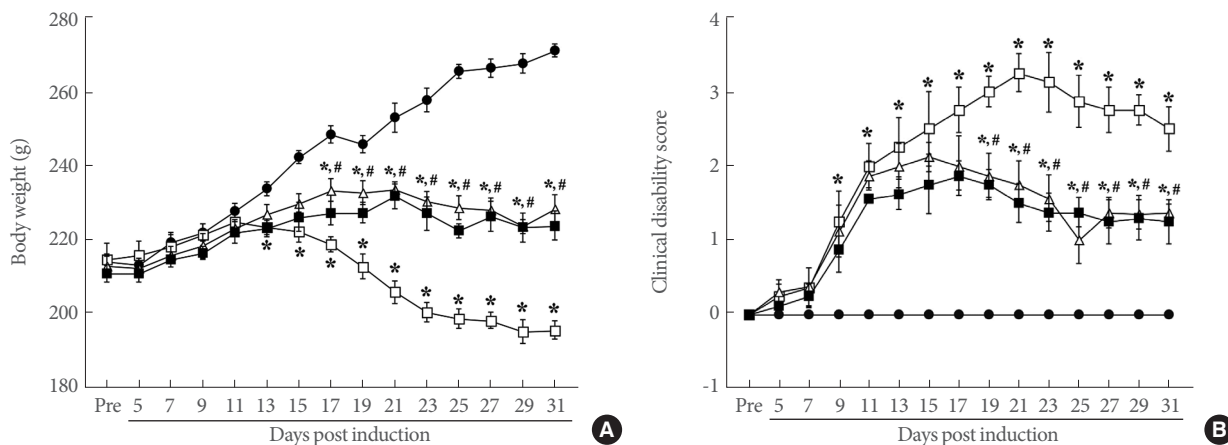 280
260
240
220
200
180
Body weight (g)
*,# *,# *,# *,# *,# *,# *,# *,#
* * * * * * * * * *
Pre 5 7 9 11 13 15 17 19 21 23 25 27 29 31
Days post induction
A
4
3
2
1
0
-1
Clinical disability score
* * * * * * * * * * * *
*,# *,# *,# *,# *,# *,# *,#
Pre 5 7 9 11 13 15 17 19 21 23 25 27 29 31
Days post induction
B